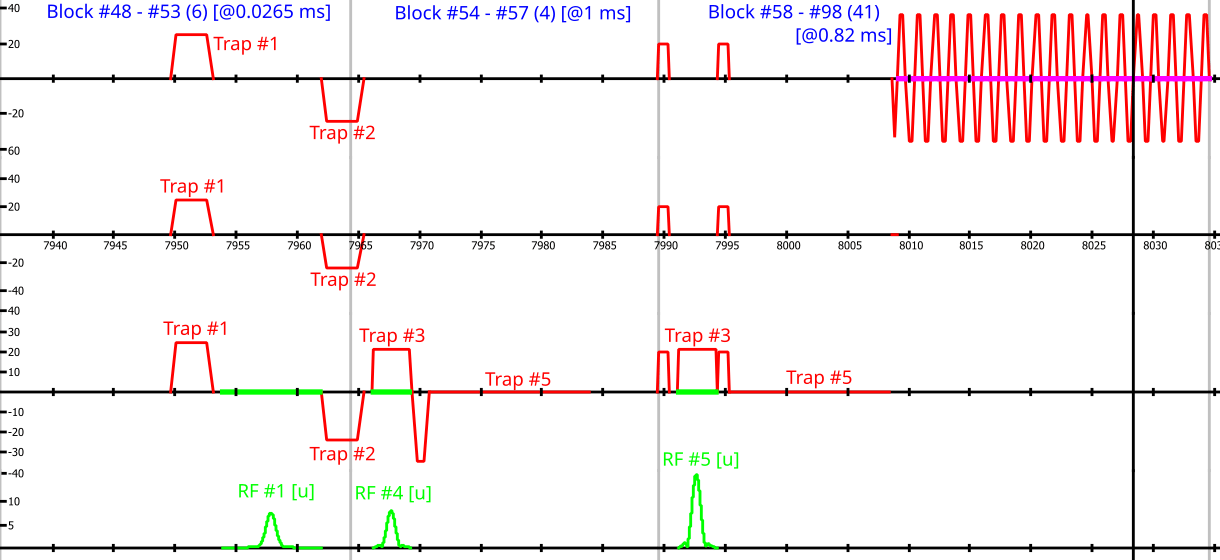 Block #48 - #53 (6) [@0.0265 ms]
Block #54 - #57 (4) [@1 ms]
Block #58 - #98 (41)
[@0.82 ms]
40
20
-20
60
Trap #1
Trap #2
40
20
-20
-40
Trap #1
7940 7945 7950 7955 7960 7965 7970 7975 7980 7985 7990 7995 8000 8005 8010 8015 8020 8025 8030 803
Trap #2
40
30
20
10
-10
-20
-30
-40
Trap #1
Trap #3
Trap #3
Trap #5
Trap #5
Trap #2
10
5
RF #1 [u]
RF #4 [u]
RF #5 [u]